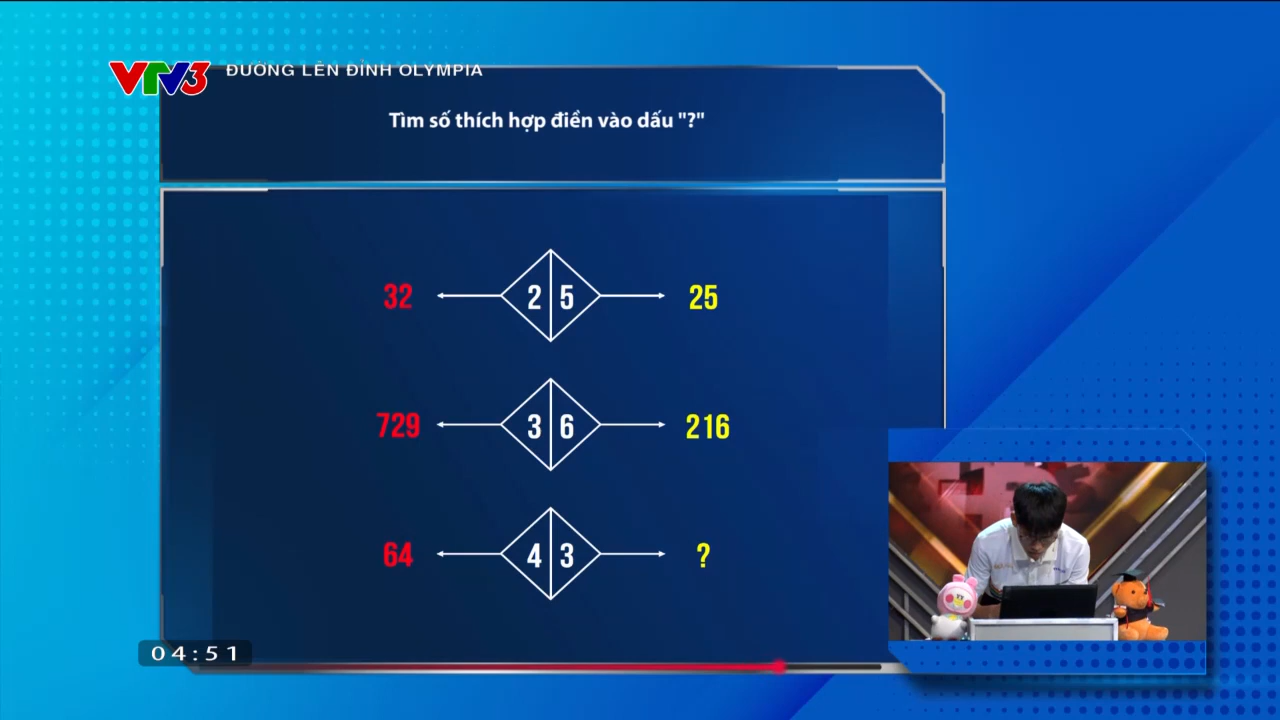 VTV3 ĐƯỜNG LÊN ĐỈNH OLYMPIA
Tìm số thích hợp điền vào dấu "?"
32 2 5 25
729 3 6 216
64 4 3 ?
04:51